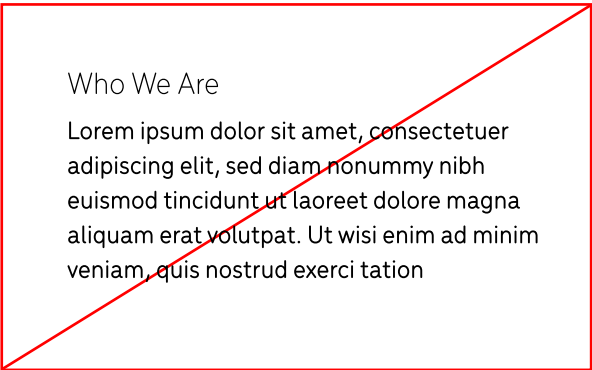 Who We Are
Lorem ipsum dolor sit amet, consectetuer
adipiscing elit, sed diam nonummy nibh
euismod tincidunt ut laoreet dolore magna
aliquam erat volutpat. Ut wisi enim ad minim
veniam, quis nostrud exerci tation